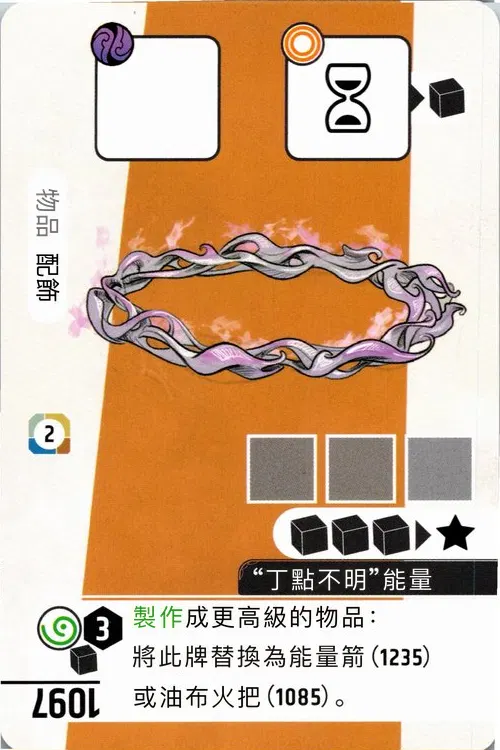 物品 配飾
2
“丁點不明”能量
3
製作成更高級的物品：
將此牌替換為能量箭（1235）
或油布火把（1085）。
1097